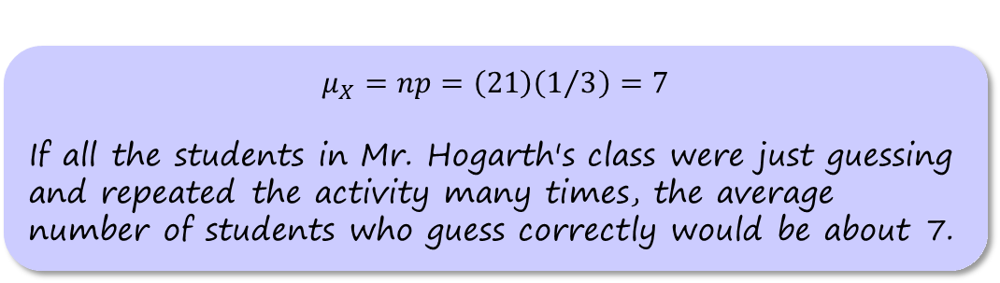 μ_X = np = (21)(1/3) = 7
If all the students in Mr. Hogarth's class were just guessing
and repeated the activity many times, the average
number of students who guess correctly would be about 7.